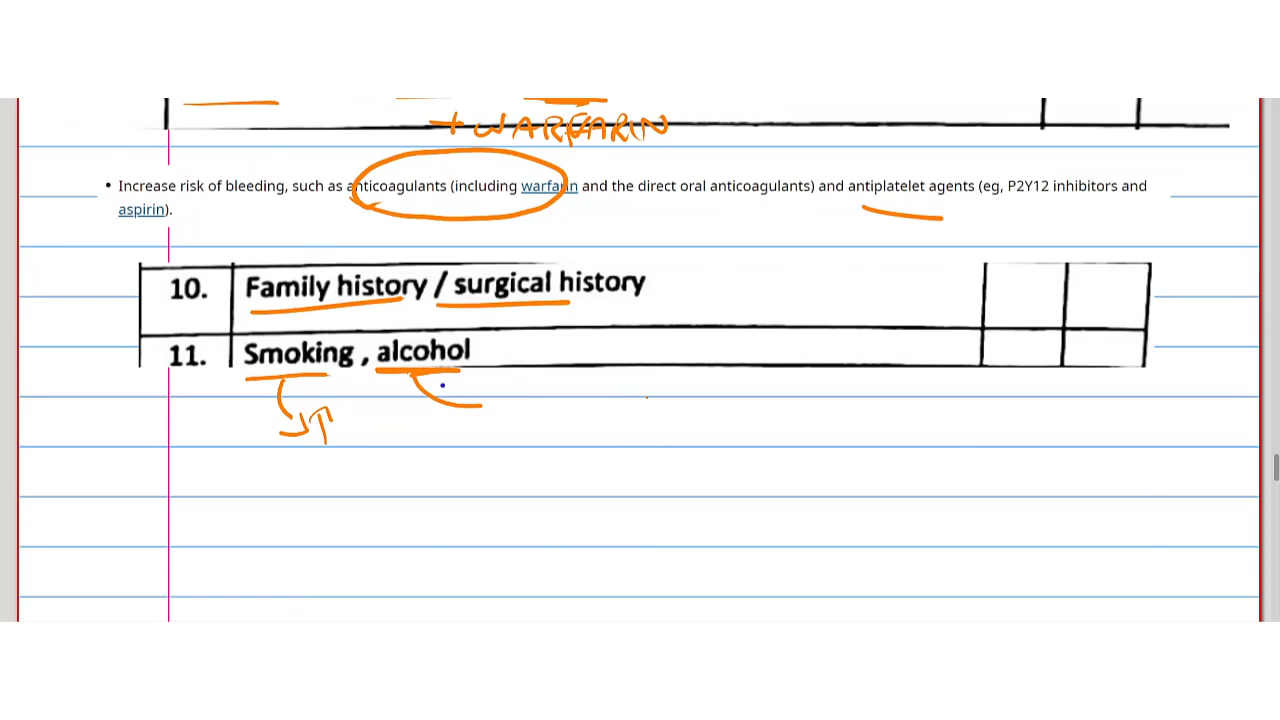 + WARFARIN
• Increase risk of bleeding, such as anticoagulants (including warfarin and the direct oral anticoagulants) and antiplatelet agents (eg, P2Y12 inhibitors and
aspirin).
10. Family history / surgical history
11. Smoking , alcohol